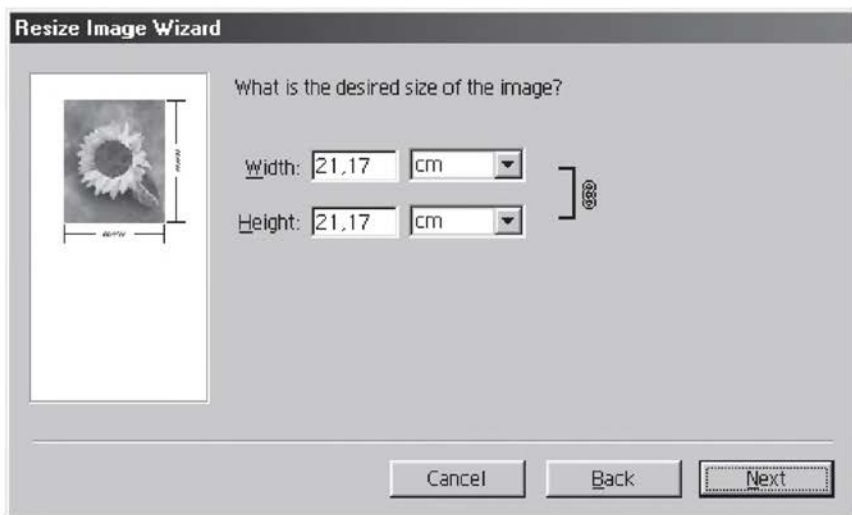 Resize Image Wizard
What is the desired size of the image?
Width: 21,17 cm
Height: 21,17 cm
Cancel Back Next